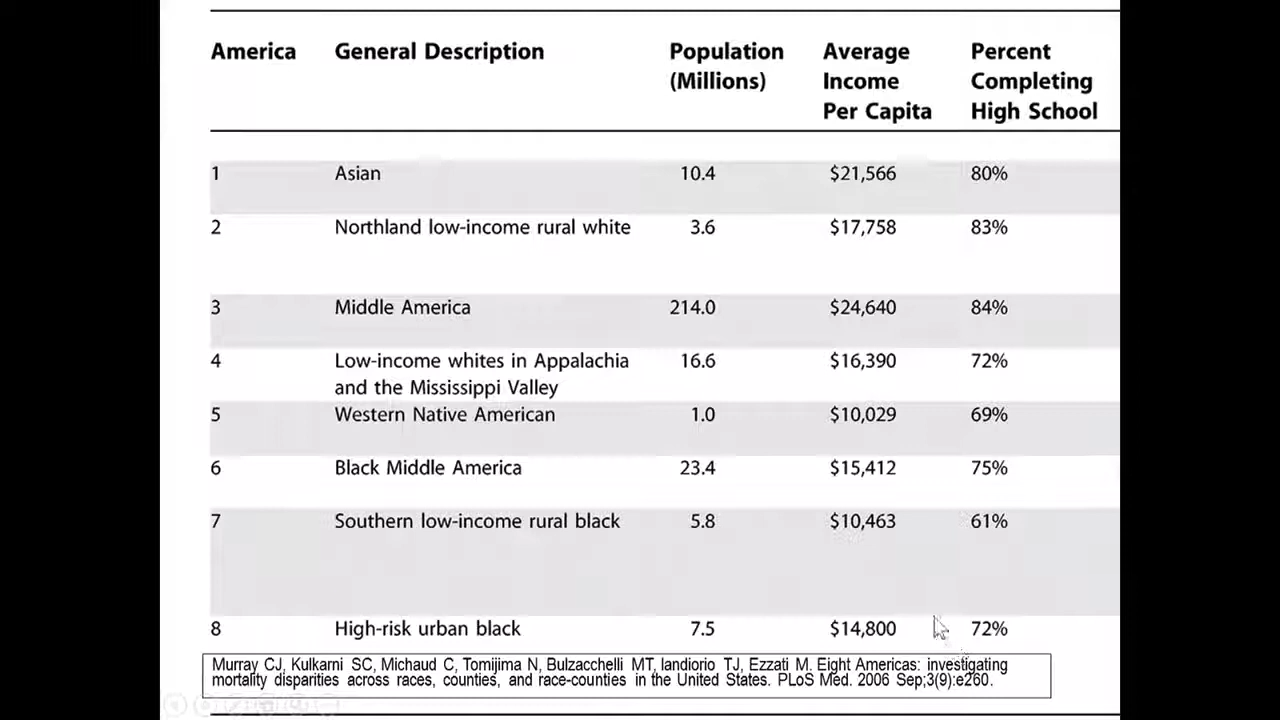 America General Description Population Average Percent
(Millions) Income Completing
Per Capita High School
1 Asian 10.4 $21,566 80%
2 Northland low-income rural white 3.6 $17,758 83%
3 Middle America 214.0 $24,640 84%
4 Low-income whites in Appalachia 16.6 $16,390 72%
and the Mississippi Valley
5 Western Native American 1.0 $10,029 69%
6 Black Middle America 23.4 $15,412 75%
7 Southern low-income rural black 5.8 $10,463 61%
8 High-risk urban black 7.5 $14,800 72%
Murray CJ, Kulkarni SC, Michaud C, Tomijima N, Bulzacchelli MT, Iandiorio TJ, Ezzati M. Eight Americas: investigating
mortality disparities across races, counties, and race-counties in the United States. PLoS Med. 2006 Sep;3(9):e260.